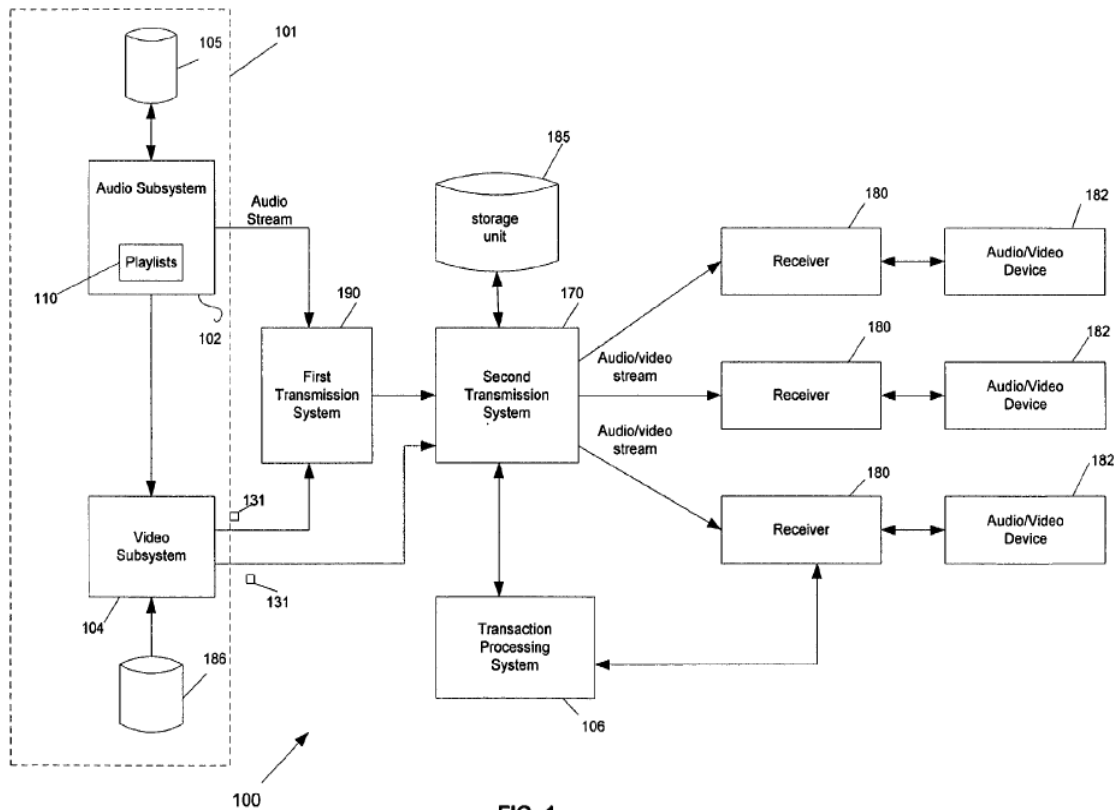 105
101
Audio Subsystem
Playlists
110
102
Audio
Stream
190
First
Transmission
System
185
storage
unit
170
Second
Transmission
System
Audio/video
stream
Audio/video
stream
180
Receiver
182
Audio/Video
Device
180
Receiver
182
Audio/Video
Device
180
Receiver
182
Audio/Video
Device
131
Video
Subsystem
131
104
186
Transaction
Processing
System
106
100
FIG. 1